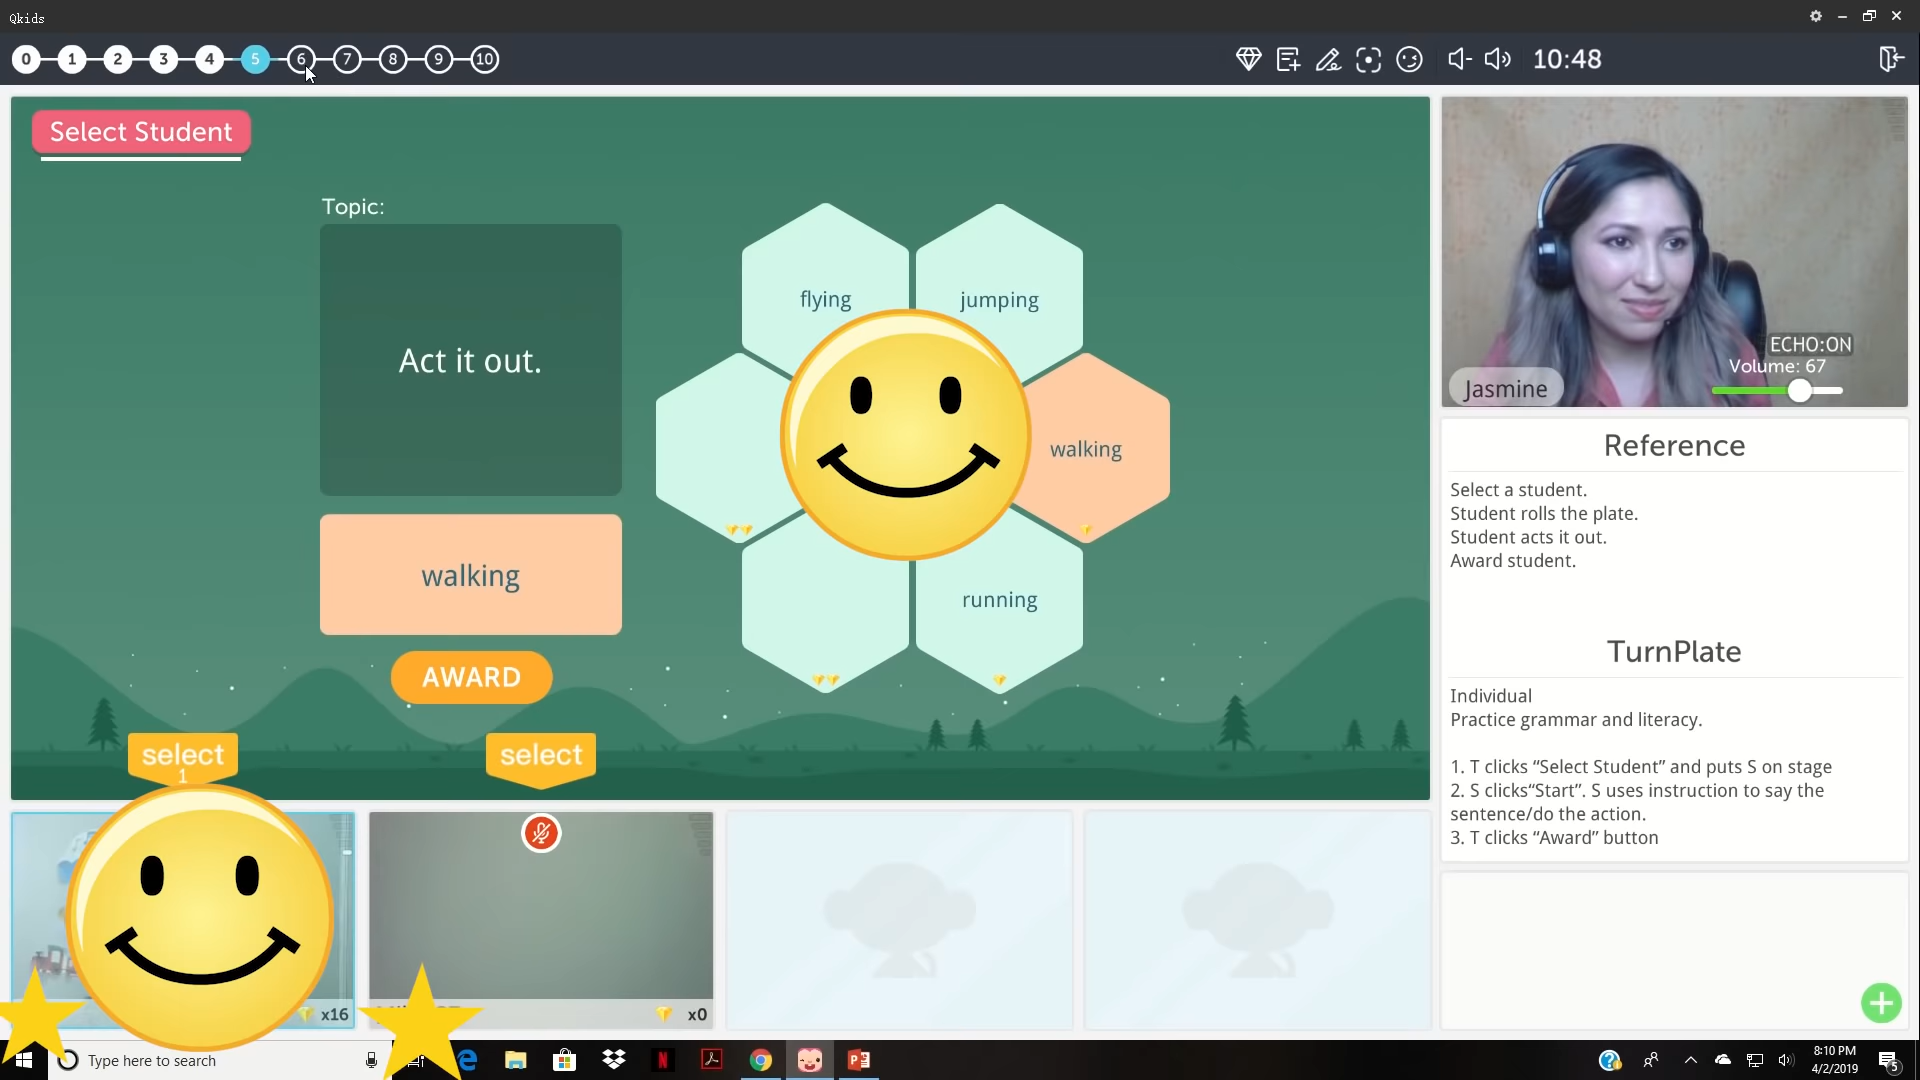 Qkids
0 1 2 3 4 5 6 7 8 9 10
10:48
Select Student
Topic:
Act it out.
walking
AWARD
flying
jumping
walking
running
select
1
select
x16
x0
ECHO:ON
Volume: 67
Jasmine
Reference
Select a student.
Student rolls the plate.
Student acts it out.
Award student.
TurnPlate
Individual
Practice grammar and literacy.
1. T clicks “Select Student” and puts S on stage
2. S clicks“Start”. S uses instruction to say the
sentence/do the action.
3. T clicks “Award” button
Type here to search
8:10 PM
4/2/2019
5